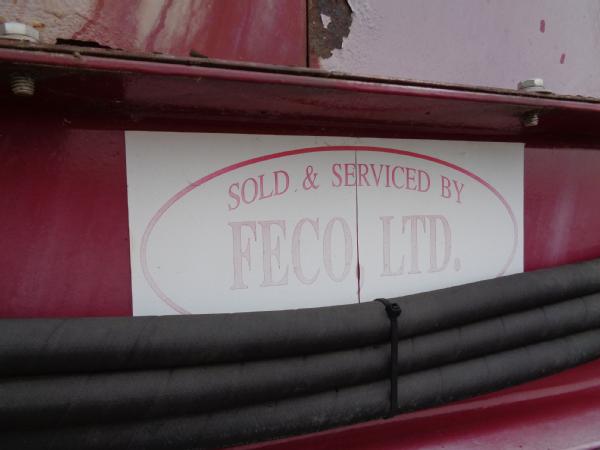 SOLD & SERVICED BY
FECO, LTD.